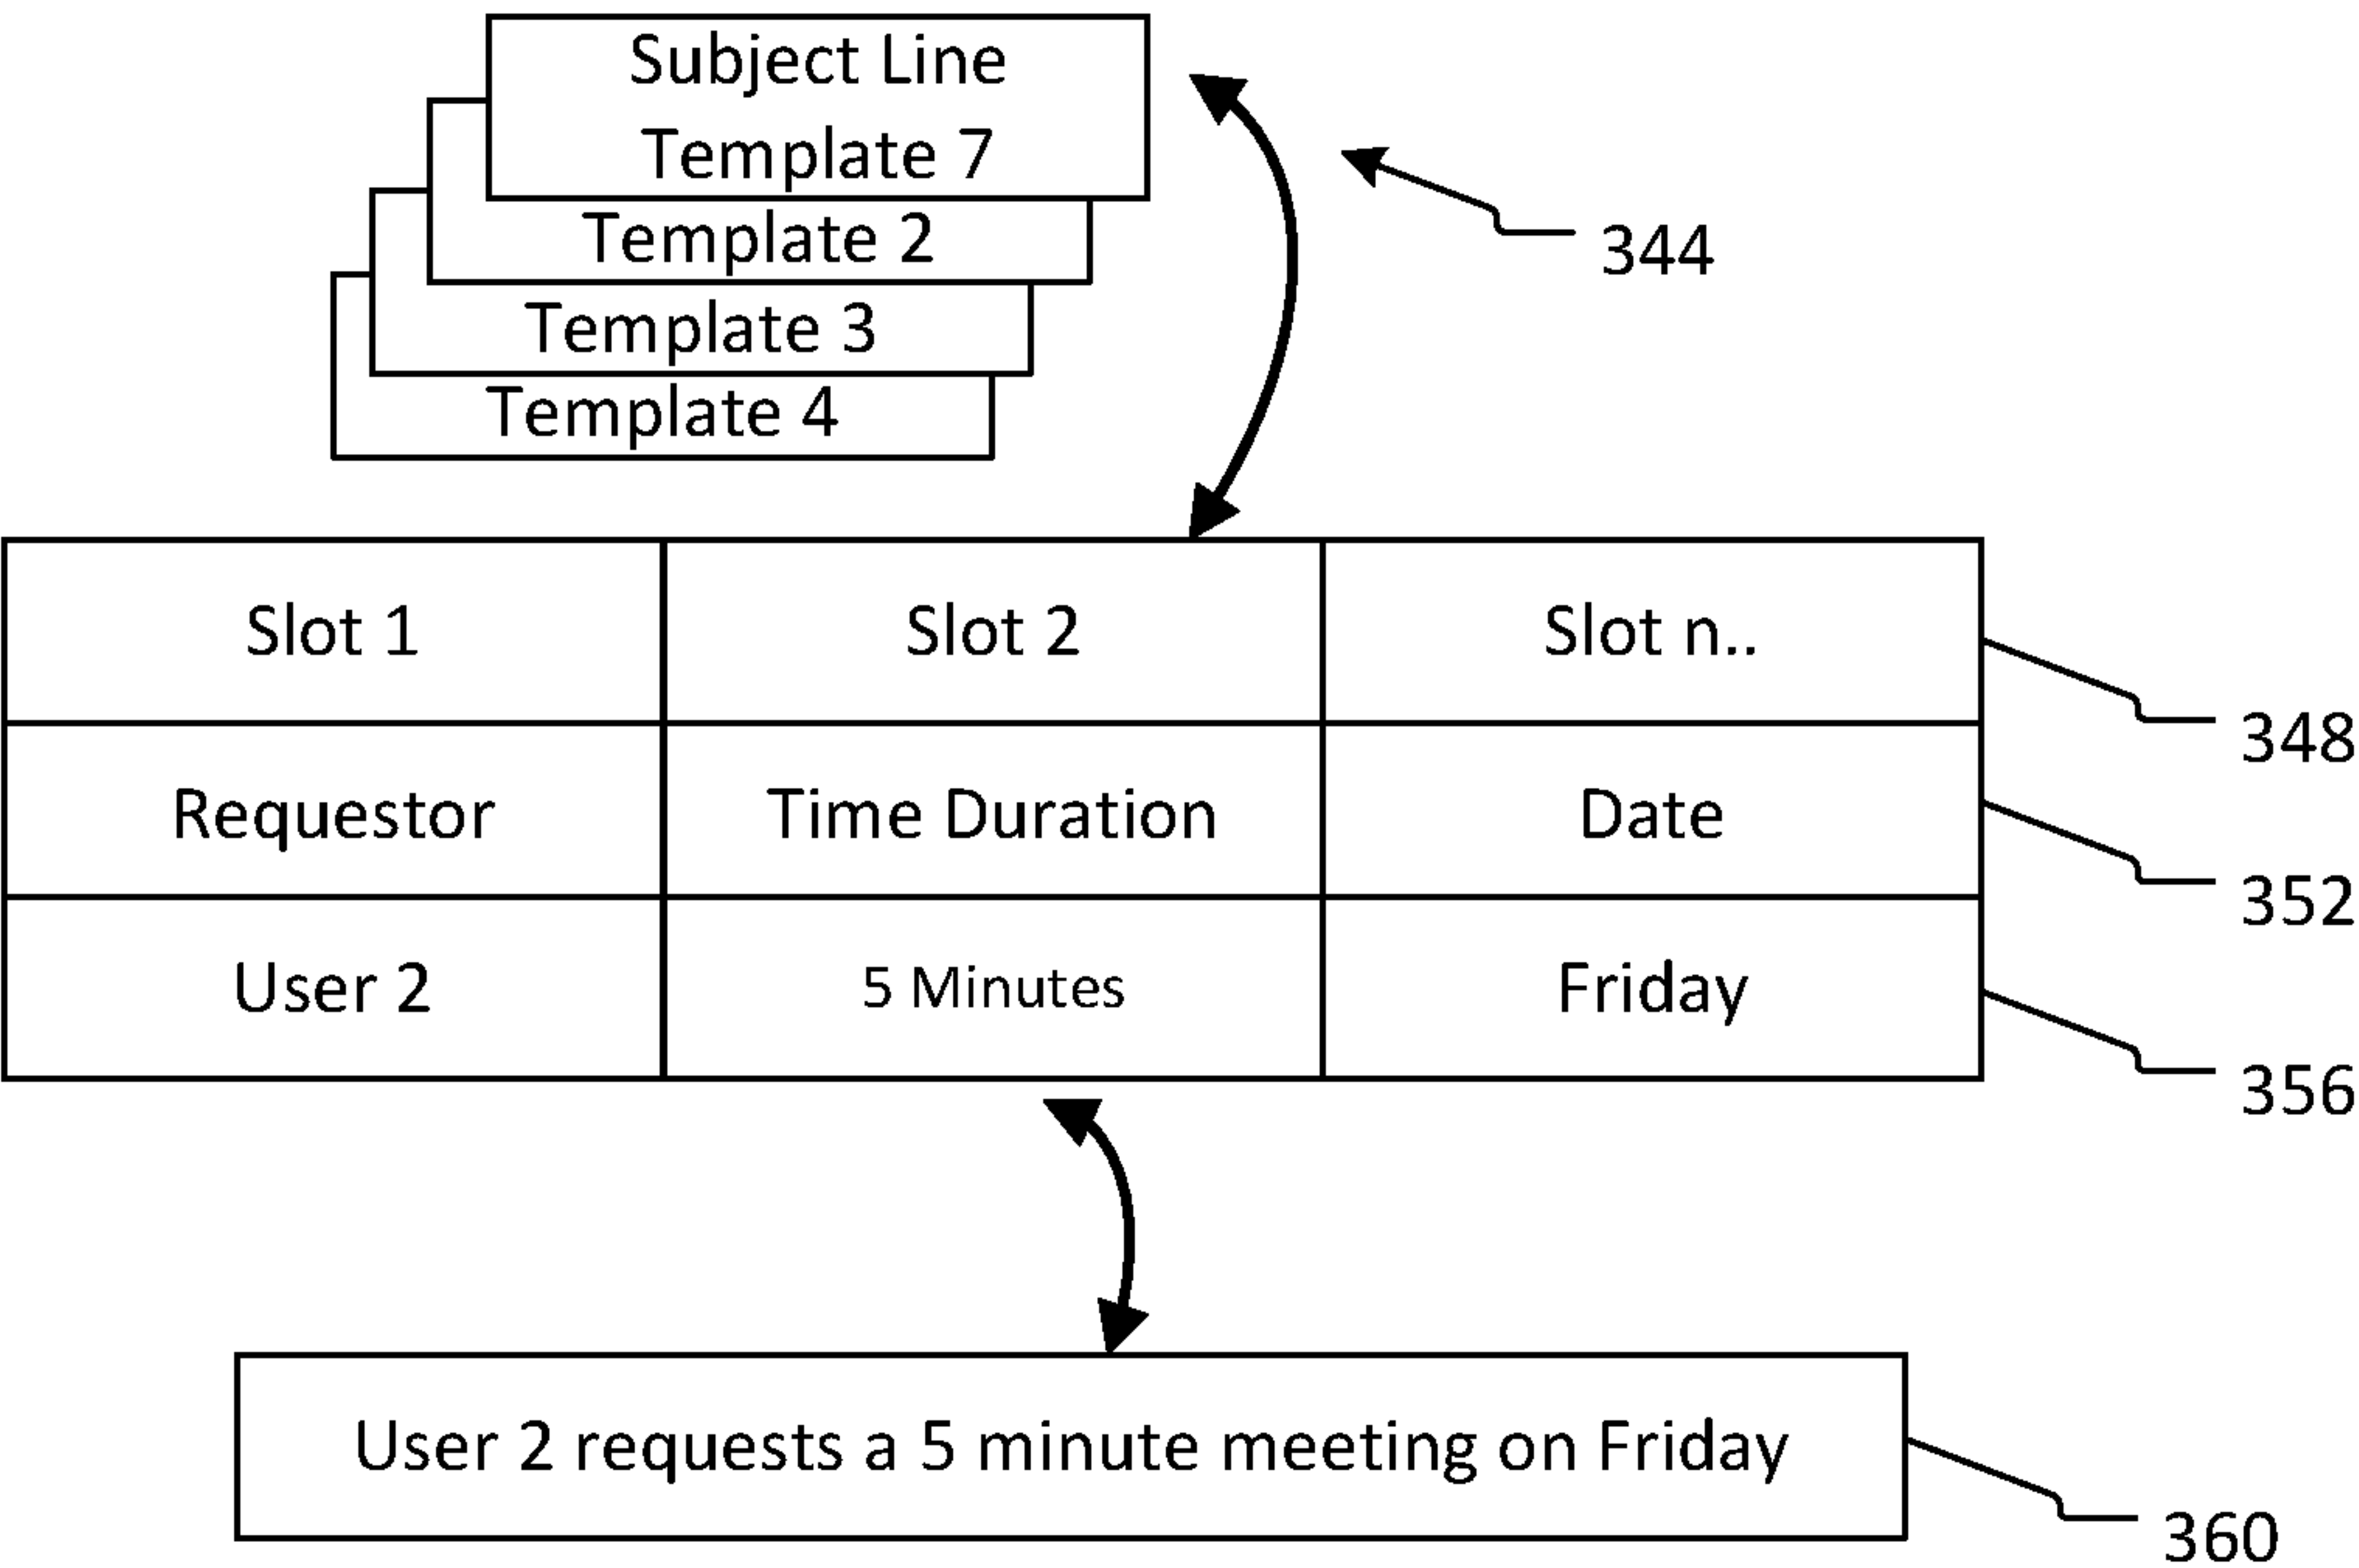 Subject Line
Template 7
Template 2
Template 3
Template 4
344
Slot 1 Slot 2 Slot n..
348
Requestor Time Duration Date
352
User 2 5 Minutes Friday
356
User 2 requests a 5 minute meeting on Friday
360